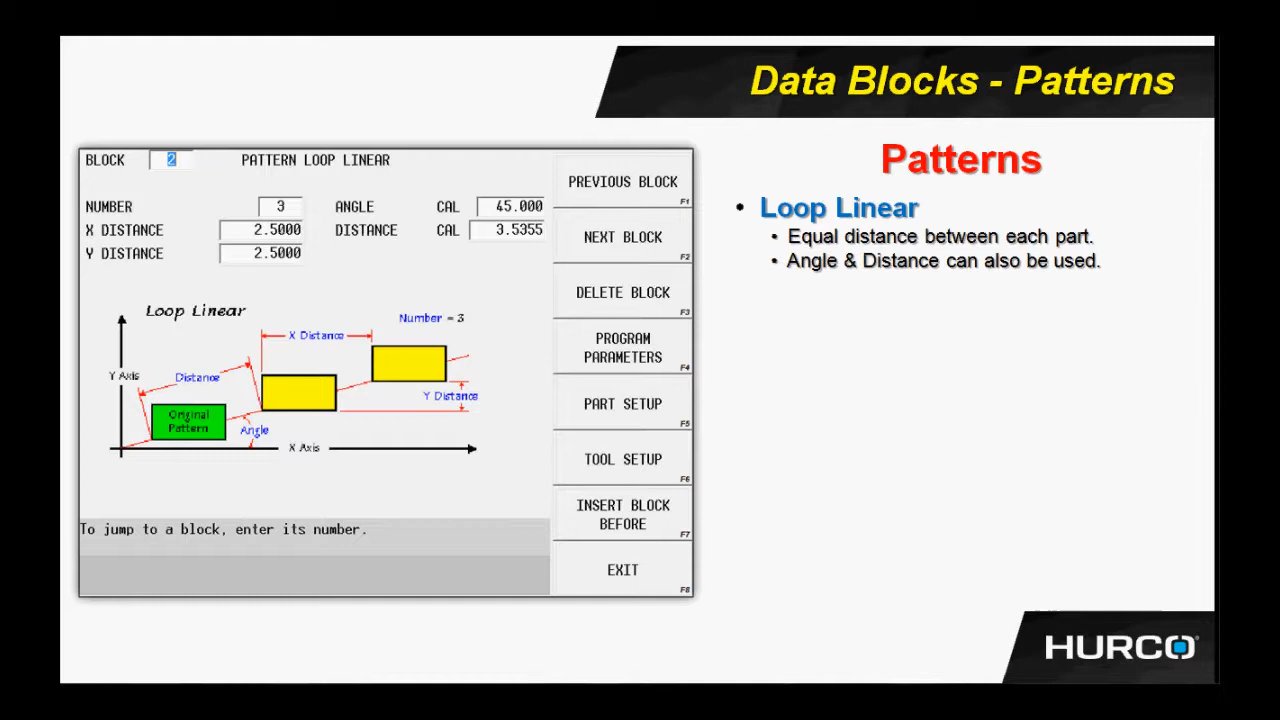 Data Blocks - Patterns
BLOCK 2 PATTERN LOOP LINEAR
NUMBER 3 ANGLE CAL 45.000
X DISTANCE 2.5000 DISTANCE CAL 3.5355
Y DISTANCE 2.5000
Loop Linear
Number = 3
X Distance
Y Axis
Distance
Y Distance
Original
Pattern
Angle
X Axis
To jump to a block, enter its number.
PREVIOUS BLOCK
F1
NEXT BLOCK
F2
DELETE BLOCK
F3
PROGRAM
PARAMETERS
F4
PART SETUP
F5
TOOL SETUP
F6
INSERT BLOCK
BEFORE
F7
EXIT
F8
Patterns
• Loop Linear
• Equal distance between each part.
• Angle & Distance can also be used.
HURCO